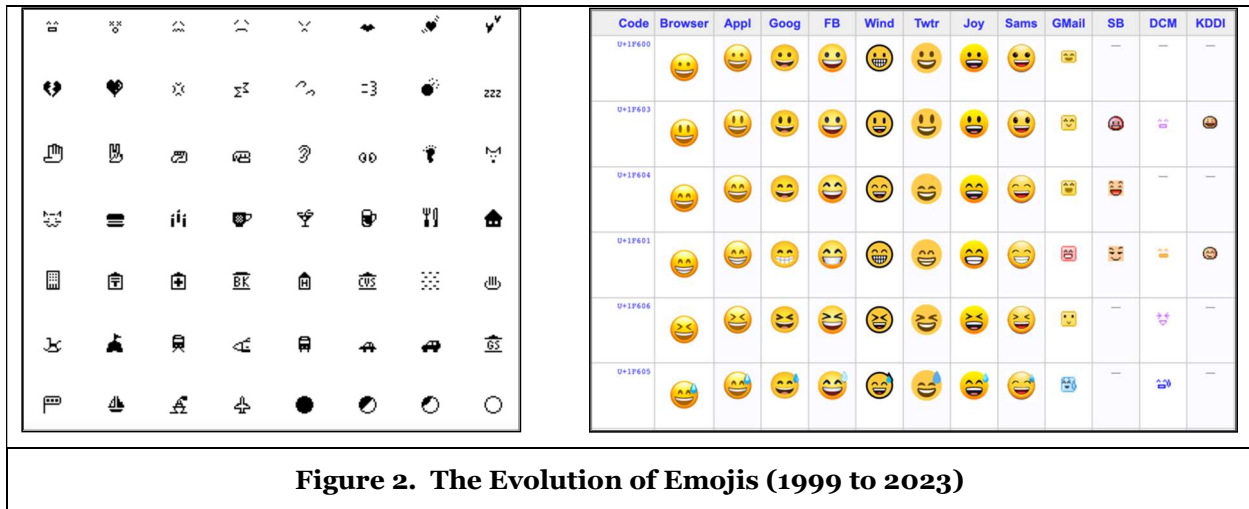 zzz
BK
H
CVS
GS
Code Browser Appl Goog FB Wind Twtr Joy Sams GMail SB DCM KDDI
U+1F600 — — —
U+1F603
U+1F604 — —
U+1F601
U+1F606 — —
U+1F605 — —
Figure 2. The Evolution of Emojis (1999 to 2023)